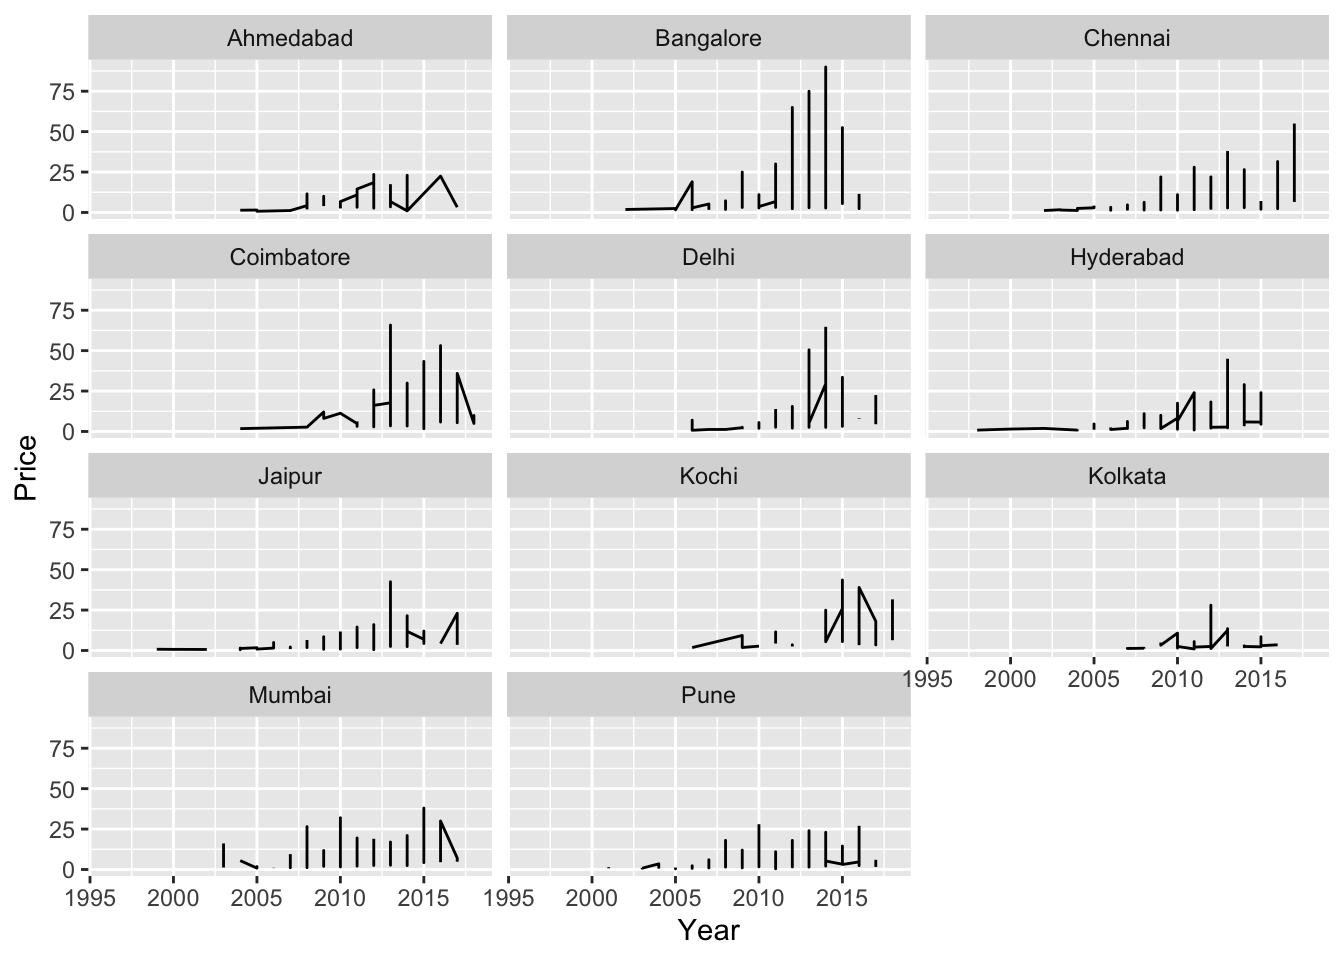 Ahmedabad Bangalore Chennai
75
50
25
0
Coimbatore Delhi Hyderabad
75
50
25
0
Price
Jaipur Kochi Kolkata
75
50
25
0
1995 2000 2005 2010 2015
Mumbai Pune
75
50
25
0
1995 2000 2005 2010 2015 1995 2000 2005 2010 2015
Year